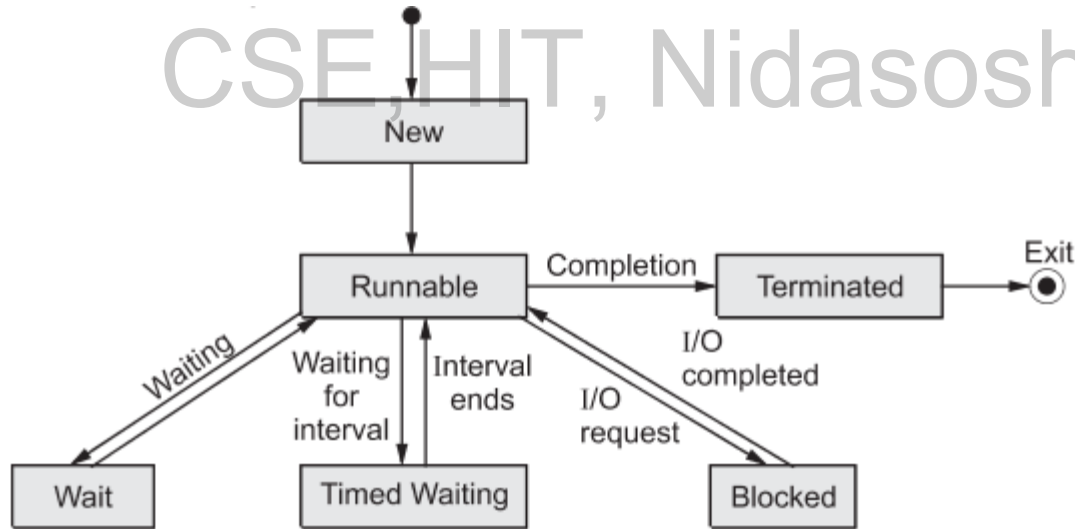 CSE,HIT, Nidasosh
New
Runnable
Completion
Terminated
Exit
Waiting
Waiting
for
interval
Interval
ends
I/O
request
I/O
completed
Wait
Timed Waiting
Blocked